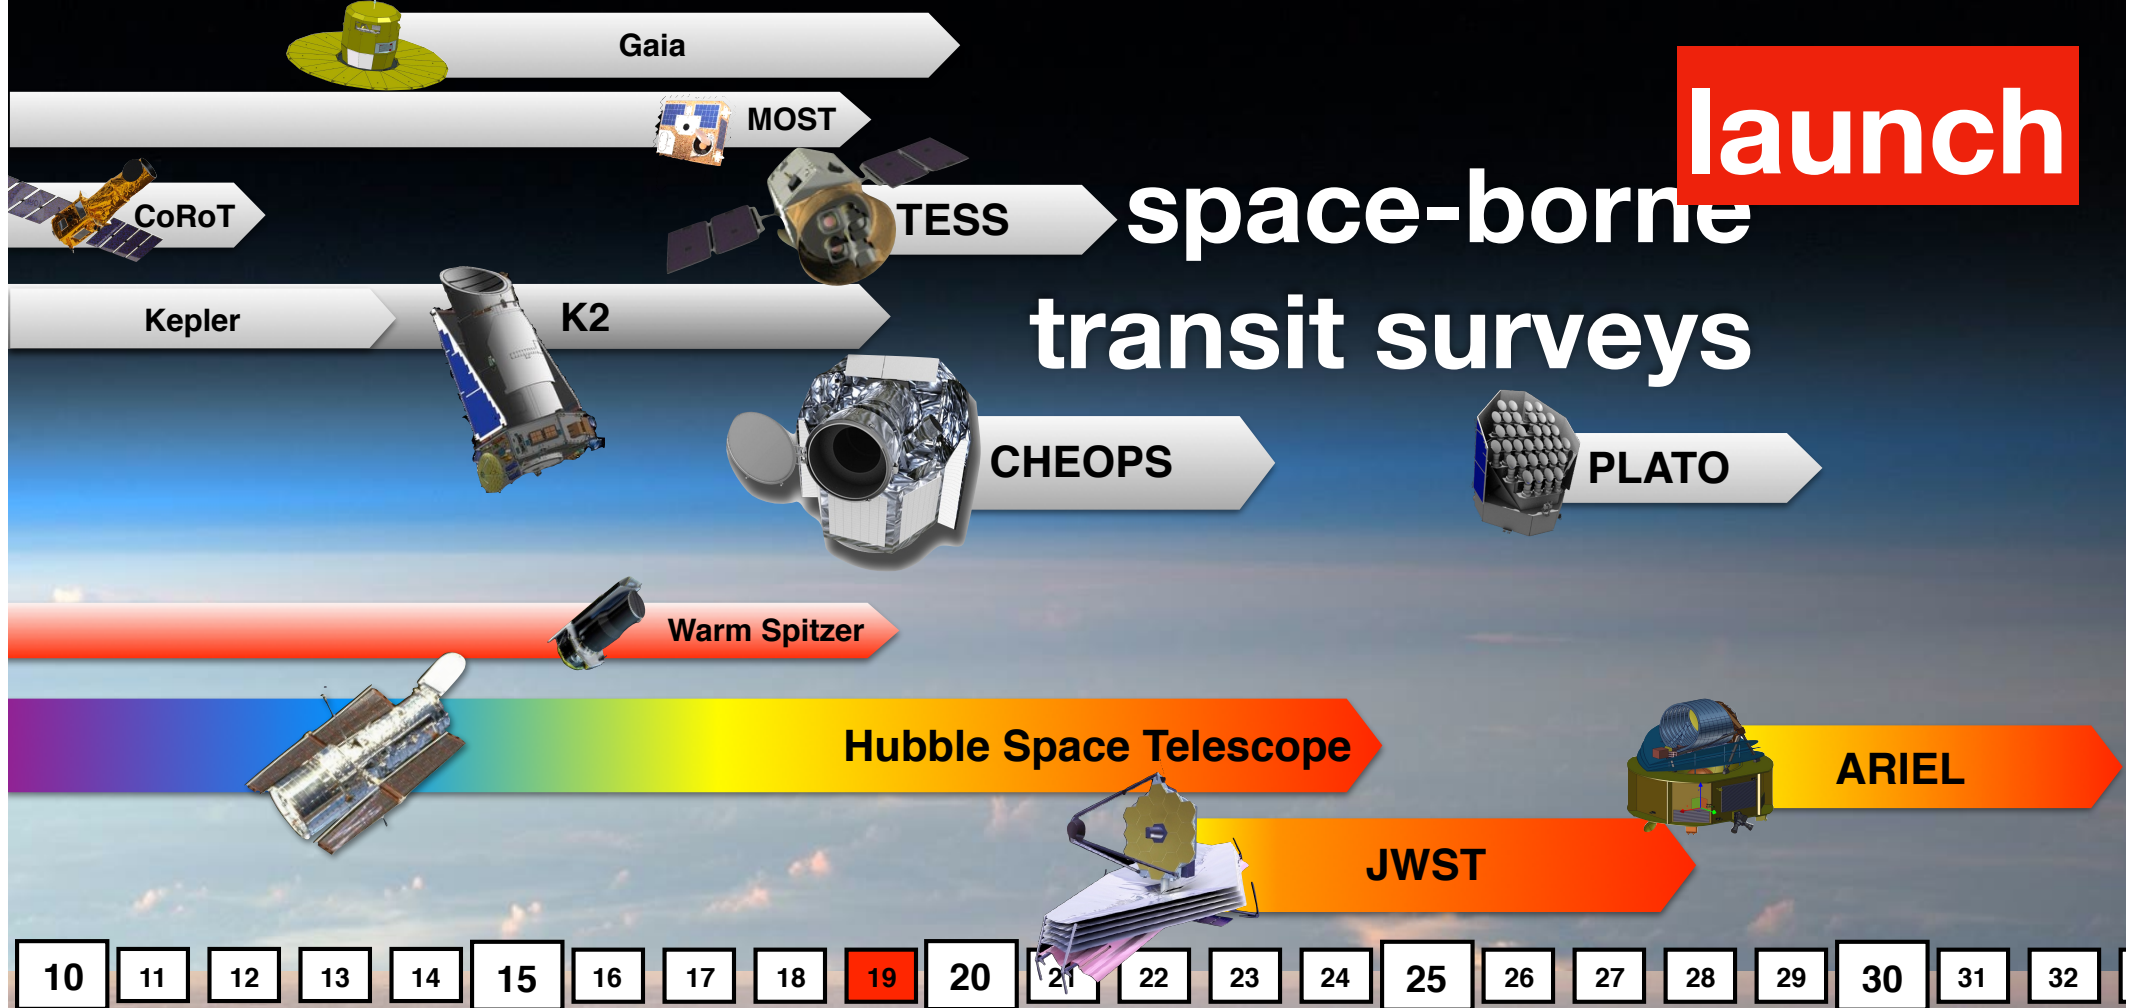 Gaia
MOST
launch
CoRoT
TESS
space-borne
transit surveys
Kepler
K2
CHEOPS
PLATO
Warm Spitzer
Hubble Space Telescope
ARIEL
JWST
10 11 12 13 14 15 16 17 18 19 20 21 22 23 24 25 26 27 28 29 30 31 32